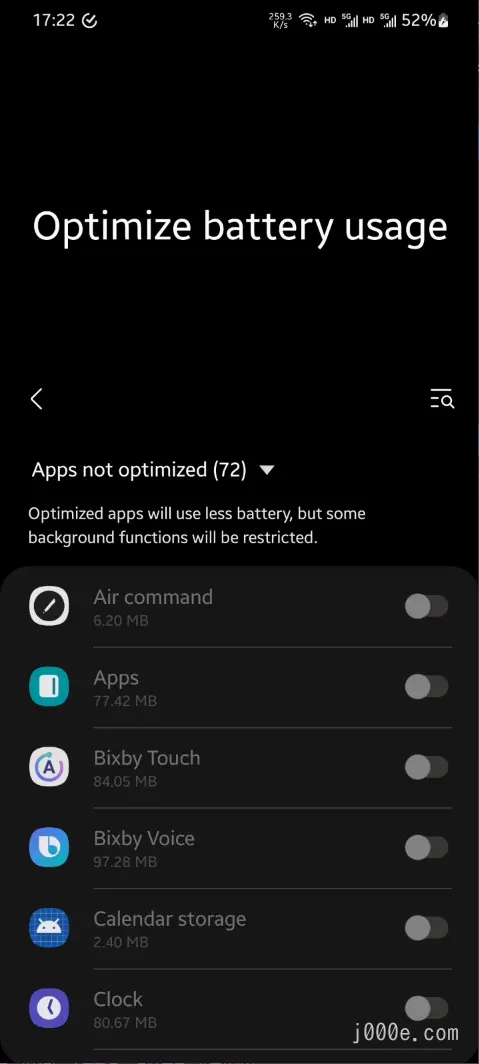 17:22 259.3 K/s HD 5G HD 5G 52%
Optimize battery usage
Apps not optimized (72)
Optimized apps will use less battery, but some
background functions will be restricted.
Air command
6.20 MB
Apps
77.42 MB
Bixby Touch
84.05 MB
Bixby Voice
97.28 MB
Calendar storage
2.40 MB
Clock
80.67 MB
j000e.com